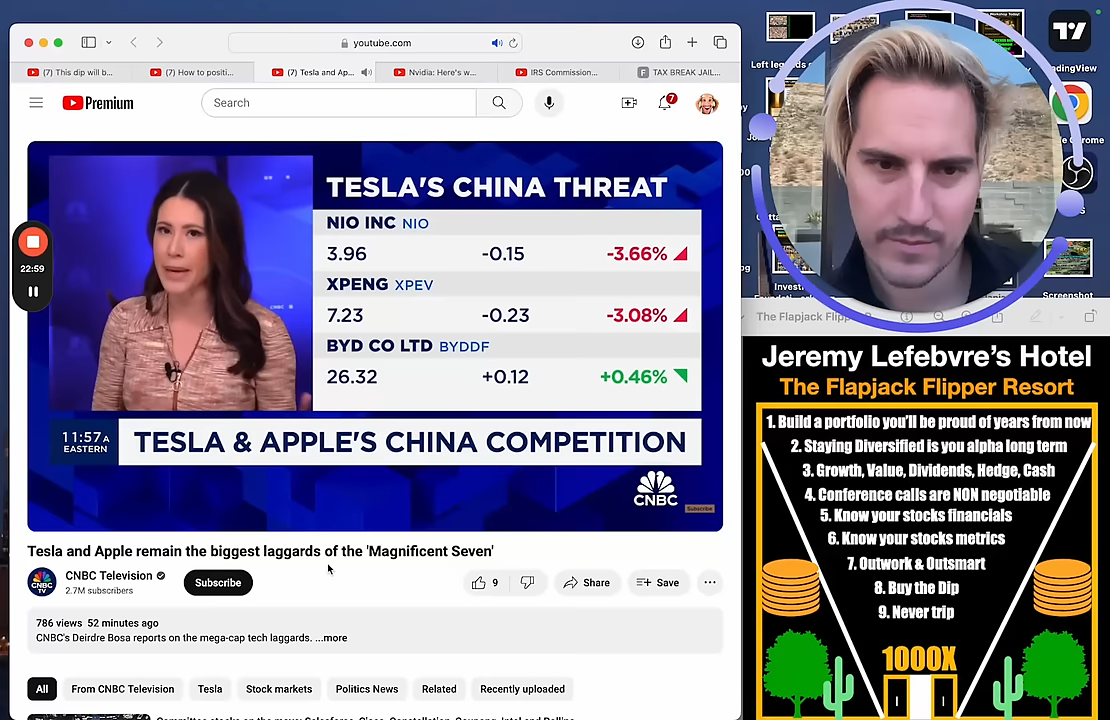 youtube.com
(7) This dip will b...
(7) How to positi...
(7) Tesla and Ap...
Nvidia: Here's w...
IRS Commission...
TAX BREAK JAIL...
Premium
Search
7
22:59
TESLA'S CHINA THREAT
NIO INC NIO
3.96 -0.15 -3.66%
XPENG XPEV
7.23 -0.23 -3.08%
BYD CO LTD BYDDF
26.32 +0.12 +0.46%
11:57A
EASTERN
TESLA & APPLE'S CHINA COMPETITION
CNBC
Subscribe
Tesla and Apple remain the biggest laggards of the 'Magnificent Seven'
CNBC Television
2.7M subscribers
Subscribe
9
Share
Save
786 views 52 minutes ago
CNBC's Deirdre Bosa reports on the mega-cap tech laggards. ...more
All
From CNBC Television
Tesla
Stock markets
Politics News
Related
Recently uploaded
Screenshot
Jeremy Lefebvre's Hotel
The Flapjack Flipper Resort
1. Build a portfolio you'll be proud of years from now
2. Staying Diversified is you alpha long term
3. Growth, Value, Dividends, Hedge, Cash
4. Conference calls are NON negotiable
5. Know your stocks financials
6. Know your stocks metrics
7. Outwork & Outsmart
8. Buy the Dip
9. Never trip
1000X